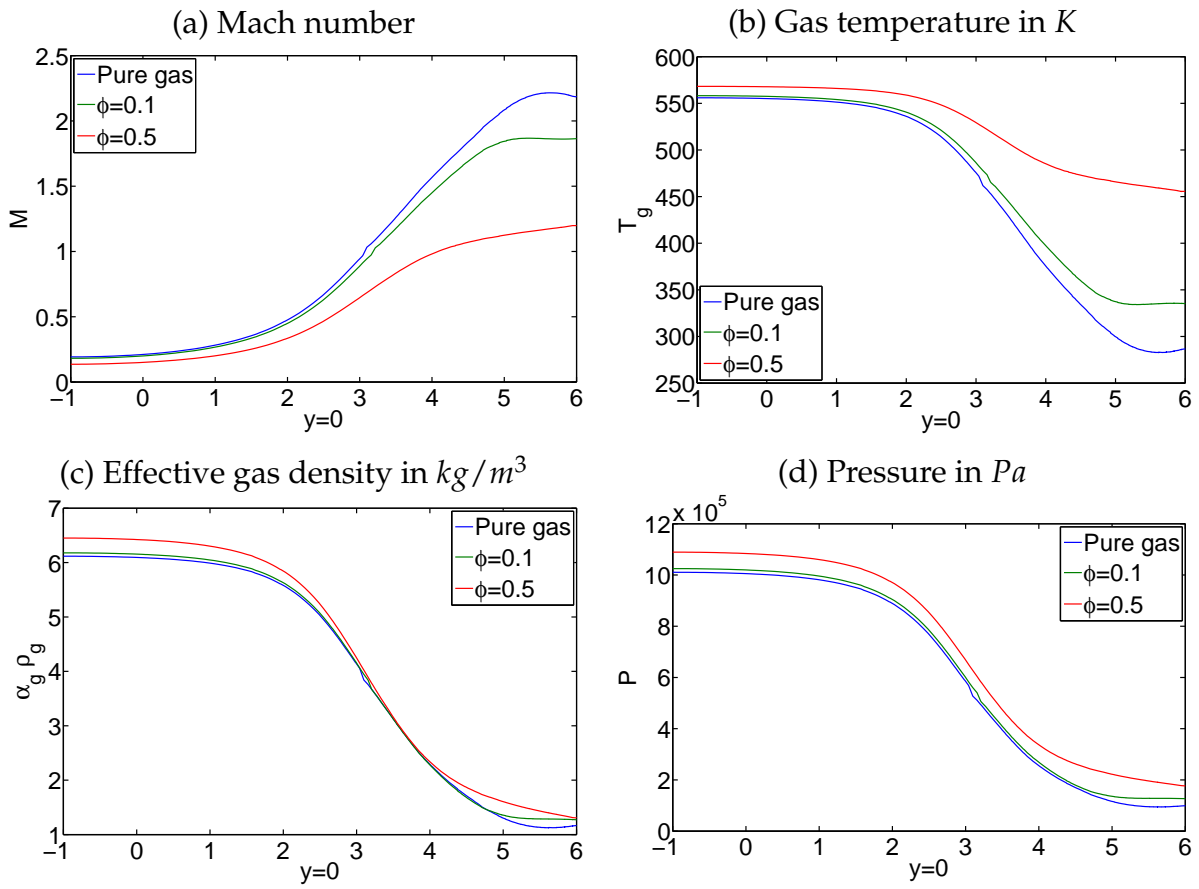 (a) Mach number
2.5
2
1.5
1
0.5
0
M
Pure gas
ϕ=0.1
ϕ=0.5
−1 0 1 2 3 4 5 6
y=0
(b) Gas temperature in K
600
550
500
450
400
350
300
250
T_g
Pure gas
ϕ=0.1
ϕ=0.5
−1 0 1 2 3 4 5 6
y=0
(c) Effective gas density in kg/m³
7
6
5
4
3
2
1
α_g ρ_g
Pure gas
ϕ=0.1
ϕ=0.5
−1 0 1 2 3 4 5 6
y=0
(d) Pressure in Pa
12 x 10⁵
10
8
6
4
2
0
P
Pure gas
ϕ=0.1
ϕ=0.5
−1 0 1 2 3 4 5 6
y=0